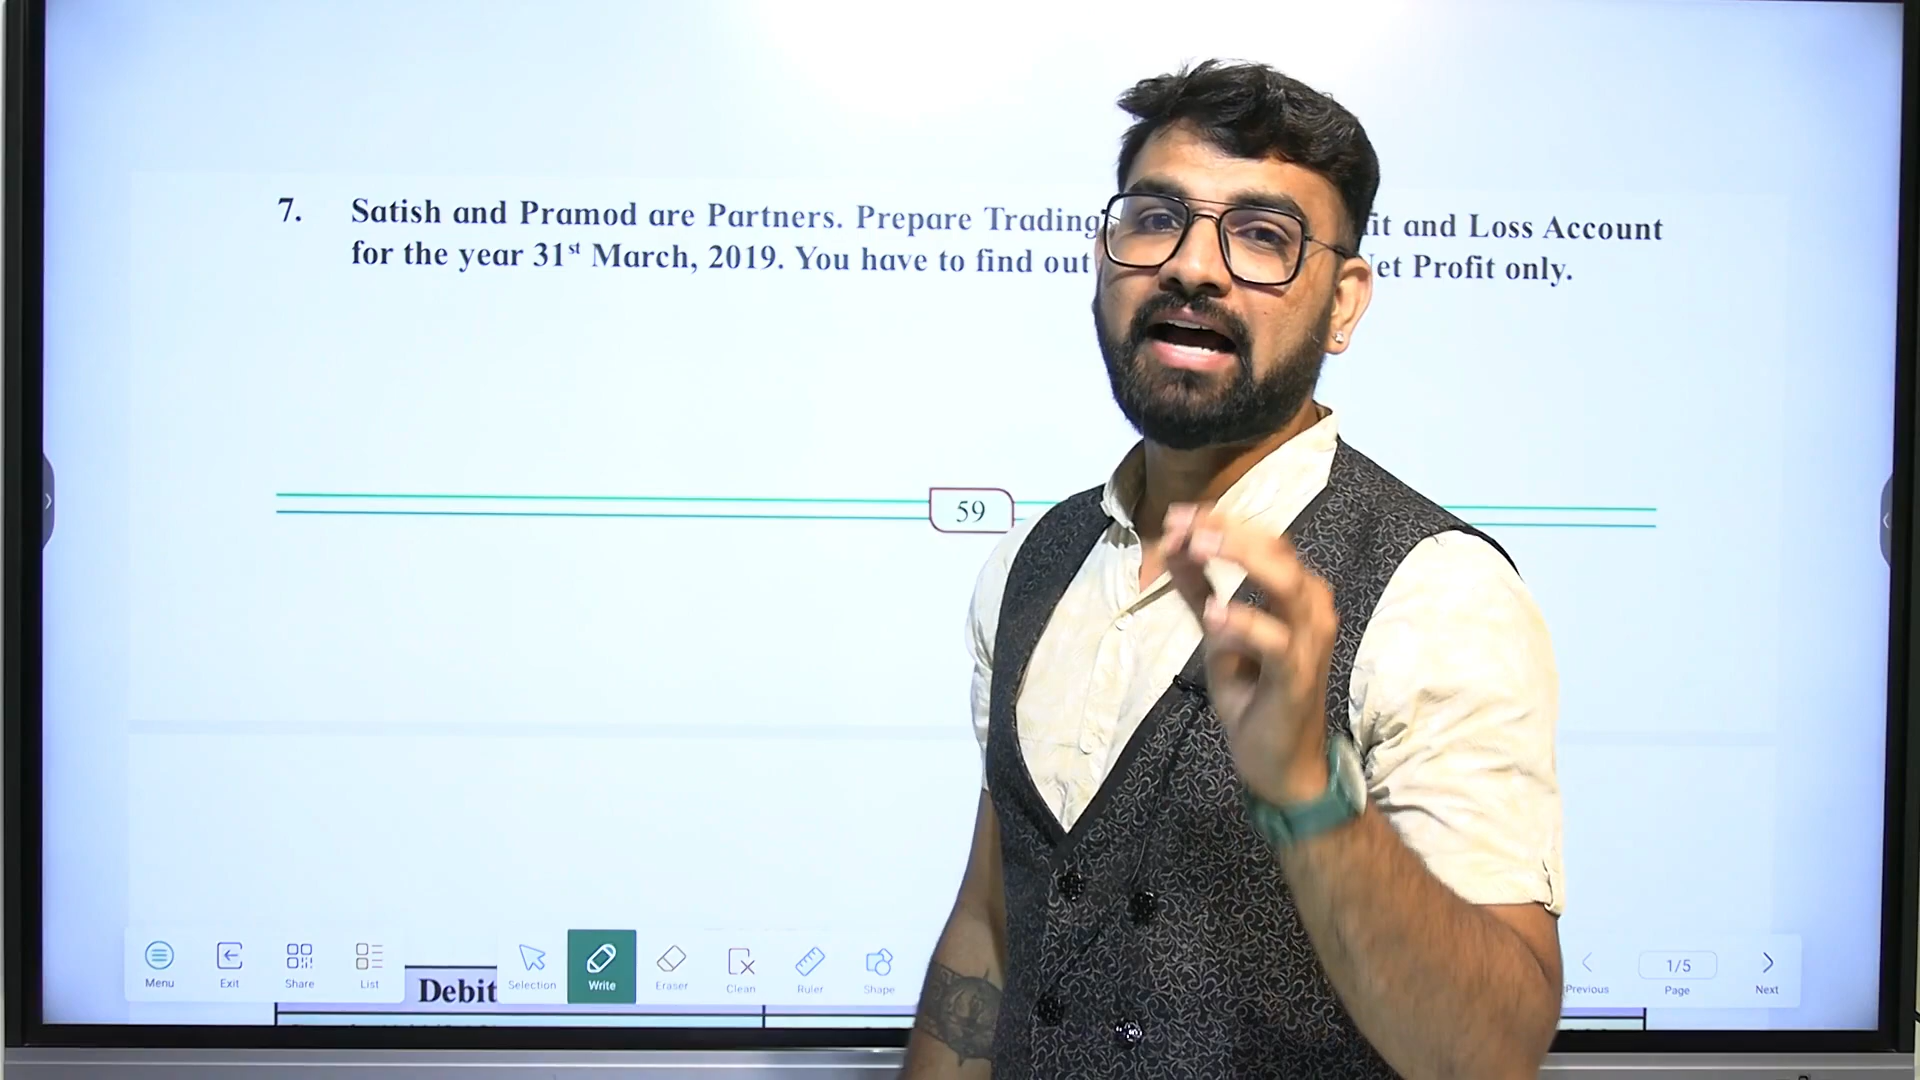 7. Satish and Pramod are Partners. Prepare Trading and Loss Account
for the year 31st March, 2019. You have to find out Profit only.
59
Menu Exit Share List Selection Write Eraser Clean Ruler Shape Previous 1/5 Page Next
Debit